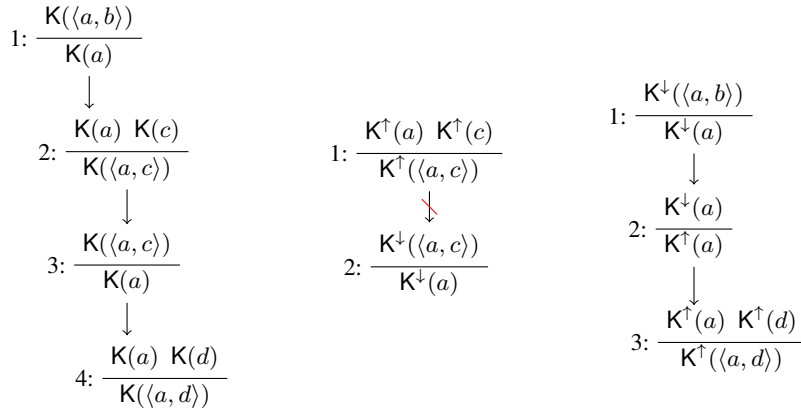 1: K(⟨a, b⟩)
K(a)
2: K(a) K(c)
K(⟨a, c⟩)
3: K(⟨a, c⟩)
K(a)
4: K(a) K(d)
K(⟨a, d⟩)
1: K↑(a) K↑(c)
K↑(⟨a, c⟩)
2: K↓(⟨a, c⟩)
K↓(a)
1: K↓(⟨a, b⟩)
K↓(a)
2: K↓(a)
K↑(a)
3: K↑(a) K↑(d)
K↑(⟨a, d⟩)